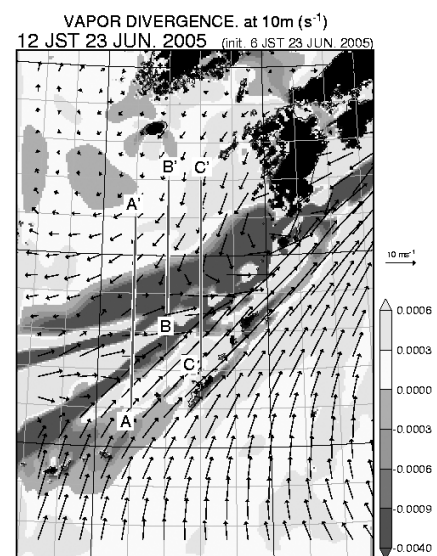 VAPOR DIVERGENCE. at 10m (s-1)
12 JST 23 JUN. 2005 (init. 6 JST 23 JUN. 2005)
B' C'
A'
10 ms-1
0.0006
B
0.0003
C
0.0000
A
-0.0003
-0.0006
-0.0009
-0.0040